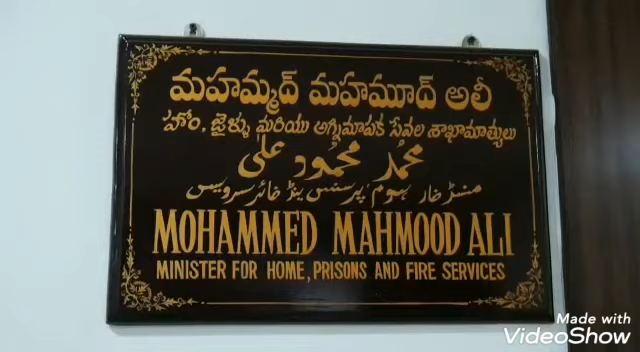 మహమ్మద్ మహమూద్ అలీ
హోం, జైళ్ళు మరియు అగ్నిమాపక సేవల శాఖామాత్యులు
محمد محمود علی
منسٹر فار ہوم، پرسنس اینڈ فائر سرویس
MOHAMMED MAHMOOD ALI
MINISTER FOR HOME, PRISONS AND FIRE SERVICES
Made with
VideoShow